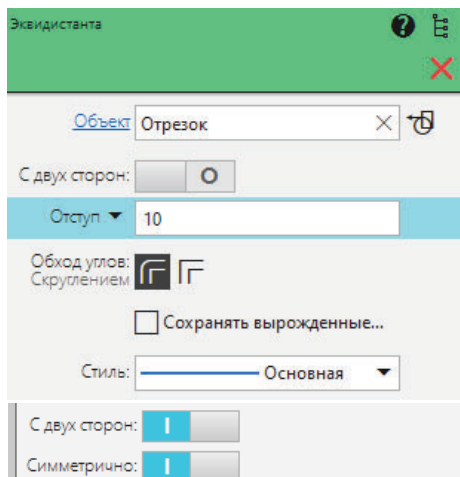 Эквидистанта
Объект Отрезок
С двух сторон: O
Отступ 10
Обход углов:
Скруглением
Сохранять вырожденные...
Стиль: Основная
С двух сторон: I
Симметрично: I